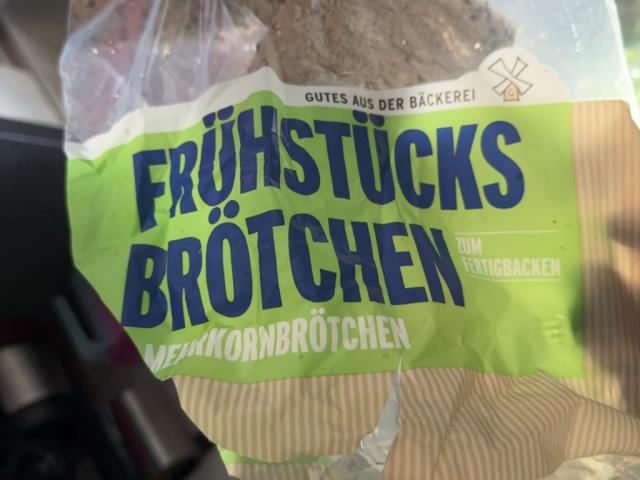 GUTES AUS DER BÄCKEREI
FRÜHSTÜCKS
BRÖTCHEN
ZUM
FERTIGBACKEN
MEHRKORNBRÖTCHEN